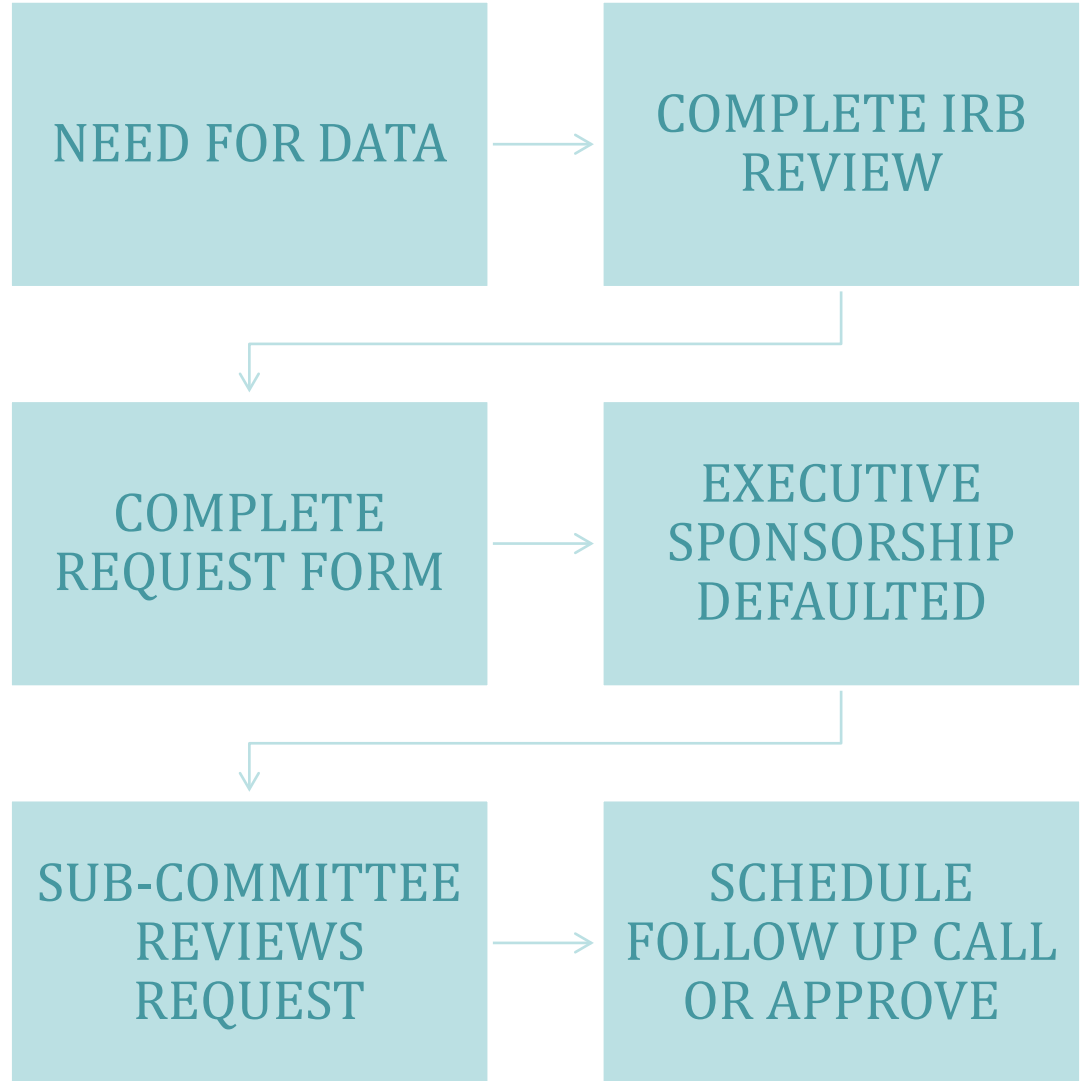 NEED FOR DATA
COMPLETE IRB
REVIEW
COMPLETE
REQUEST FORM
EXECUTIVE
SPONSORSHIP
DEFAULTED
SUB-COMMITTEE
REVIEWS
REQUEST
SCHEDULE
FOLLOW UP CALL
OR APPROVE